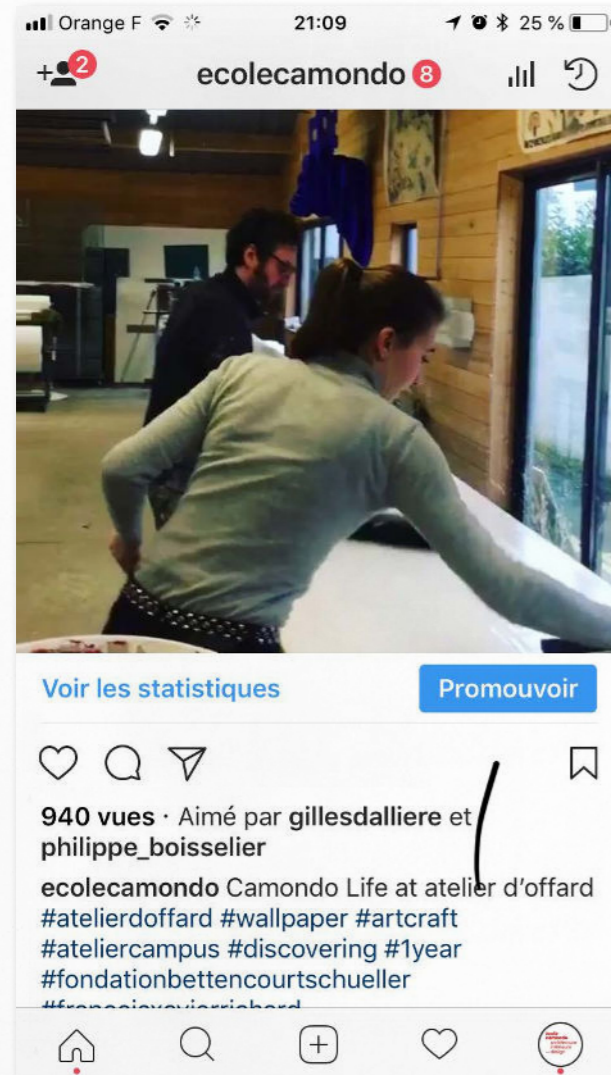 Orange F 21:09 25 %
2 ecolecamondo 8
Voir les statistiques Promouvoir
940 vues · Aimé par gillesdalliere et
philippe_boisselier
ecolecamondo Camondo Life at atelier d'offard
#atelierdoffard #wallpaper #artcraft
#ateliercampus #discovering #1year
#fondationbettencourtschueller